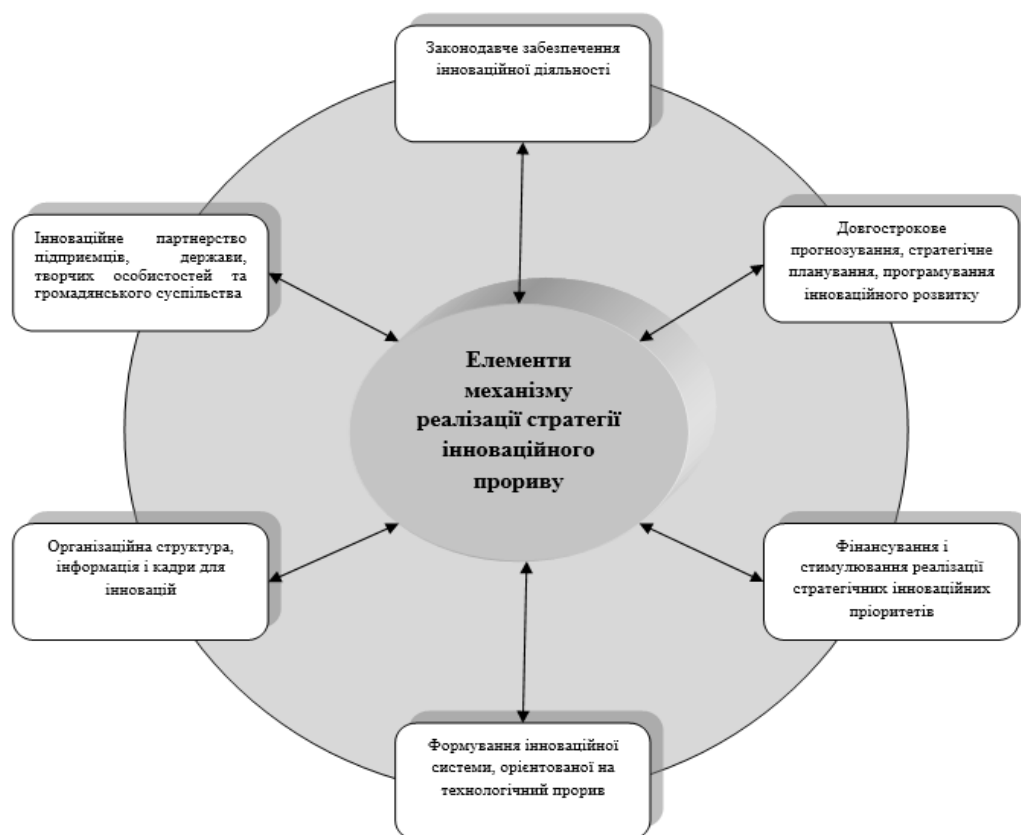 Законодавче забезпечення
інноваційної діяльності
Інноваційне партнерство
підприємців, держави,
творчих особистостей та
громадянського суспільства
Довгострокове
прогнозування, стратегічне
планування, програмування
інноваційного розвитку
Елементи
механізму
реалізації стратегії
інноваційного
прориву
Організаційна структура,
інформація і кадри для
інновацій
Фінансування і
стимулювання реалізації
стратегічних інноваційних
пріоритетів
Формування інноваційної
системи, орієнтованої на
технологічний прорив